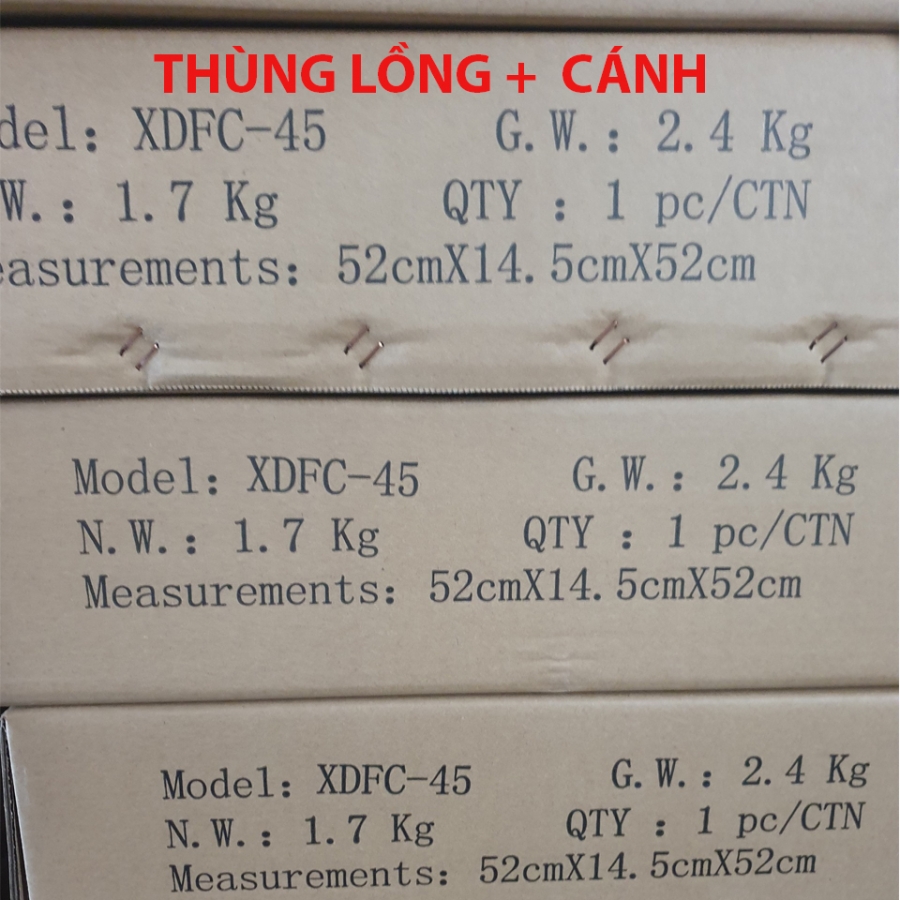 THÙNG LỒNG + CÁNH
del: XDFC-45 G.W.: 2.4 Kg
W.: 1.7 Kg QTY : 1 pc/CTN
easurements: 52cmX14.5cmX52cm
Model: XDFC-45 G.W.: 2.4 Kg
N.W.: 1.7 Kg QTY : 1 pc/CTN
Measurements: 52cmX14.5cmX52cm
Model: XDFC-45 G.W.: 2.4 Kg
N.W.: 1.7 Kg QTY : 1 pc/CTN
Measurements: 52cmX14.5cmX52cm